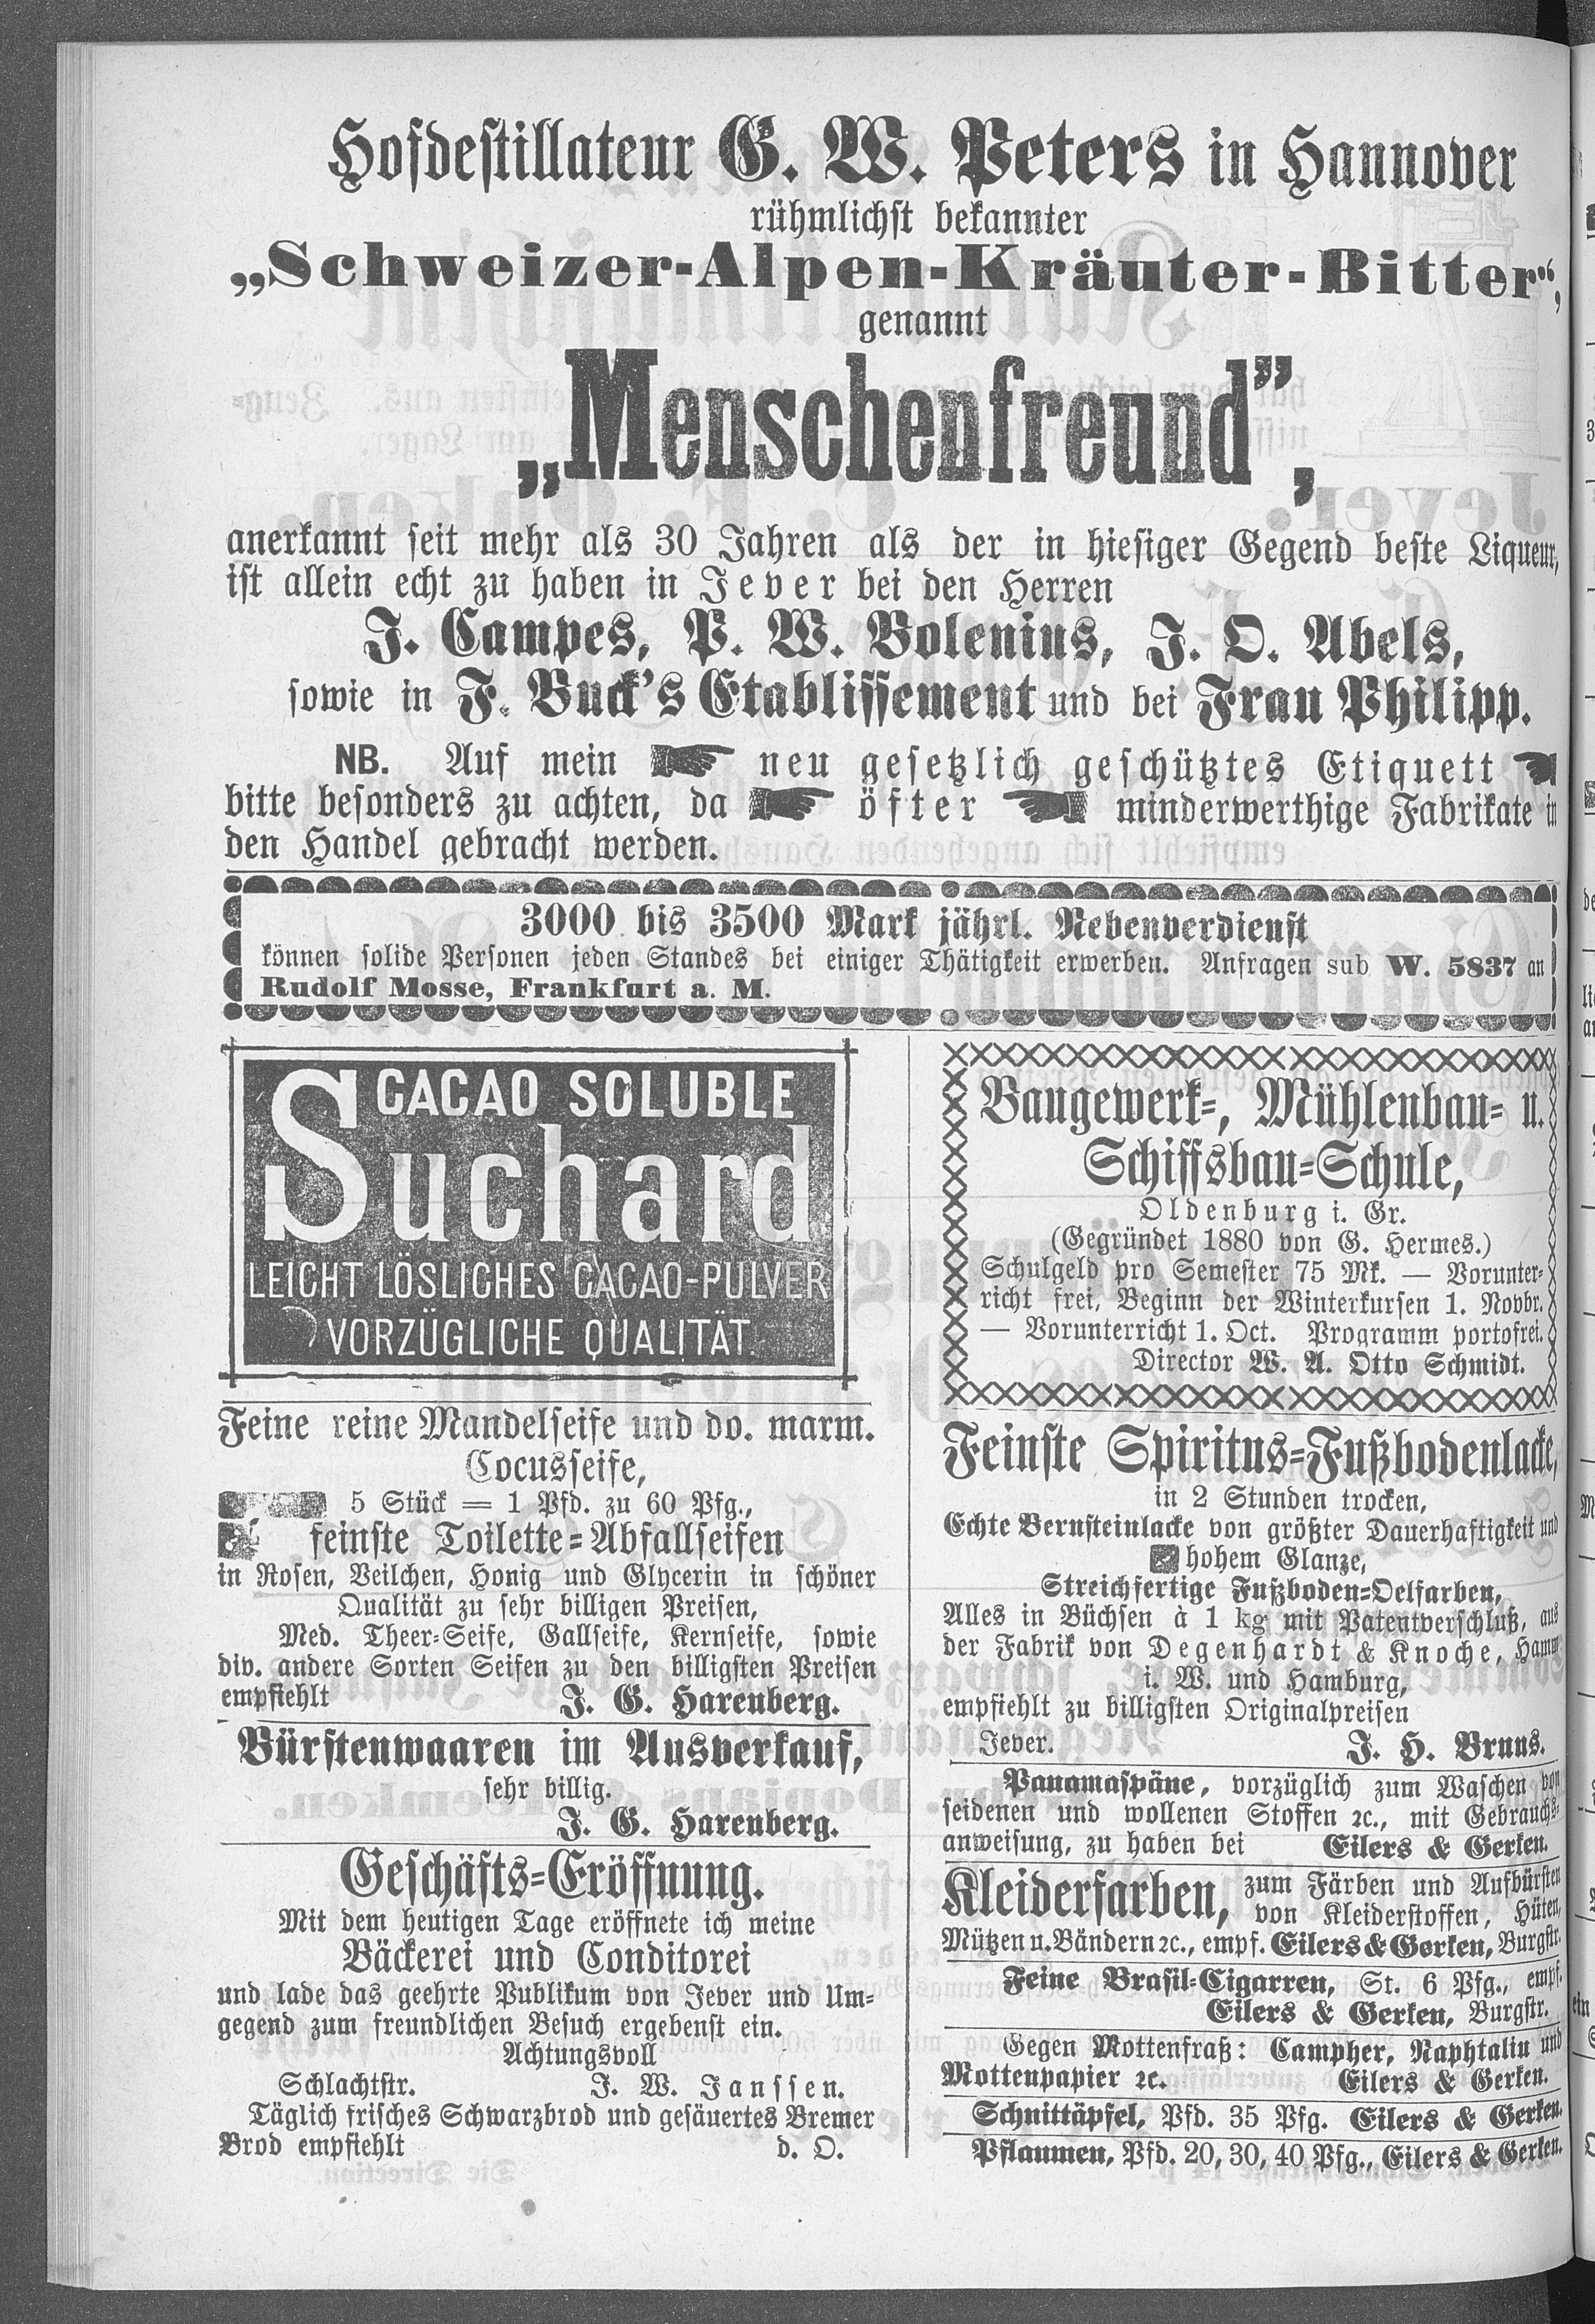 Hofdestillateur G. W. Peters in Hannover
rühmlichst bekannter
„Schweizer-Alpen-Kräuter-Bitter“,
genannt
„Menschenfreund”,
anerkannt seit mehr als 30 Jahren als der in hiesiger Gegend beste Liqueur,
ist allein echt zu haben in Jever bei den Herren
J. Campes, P. W. Bolenius, J. O. Abels,
sowie in F. Buck's Etablissement und bei Frau Philipp.
NB. Auf mein neu gesetzlich geschütztes Etiquett
bitte besonders zu achten, da öfter minderwerthige Fabrikate in
den Handel gebracht werden.
3000 bis 3500 Mark jährl. Nebenverdienst
können solide Personen jeden Standes bei einiger Thätigkeit erwerben. Anfragen sub W. 5837 an
Rudolf Mosse, Frankfurt a. M.
CACAO SOLUBLE
Suchard
LEICHT LÖSLICHES CACAO-PULVER
VORZÜGLICHE QUALITÄT.
Feine reine Mandelseife und do. marm.
Cocusseife,
5 Stück = 1 Pfd. zu 60 Pfg.,
feinste Toilette-Abfallseifen
in Rosen, Veilchen, Honig und Glycerin in schöner
Qualität zu sehr billigen Preisen,
Med. Theer-Seife, Gallseife, Kernseife, sowie
div. andere Sorten Seifen zu den billigsten Preisen
empfiehlt J. G. Harenberg.
Bürstenwaaren im Ausverkauf,
sehr billig.
J. G. Harenberg.
Geschäfts-Eröffnung.
Mit dem heutigen Tage eröffnete ich meine
Bäckerei und Conditorei
und lade das geehrte Publikum von Jever und Um-
gegend zum freundlichen Besuch ergebenst ein.
Achtungsvoll
Schlachtstr. J. W. Janssen.
Täglich frisches Schwarzbrod und gesäuertes Bremer
Brod empfiehlt d. O.
Baugewerk-, Mühlenbau- u.
Schiffsbau-Schule,
Oldenburg i. Gr.
(Gegründet 1880 von G. Hermes.)
Schulgeld pro Semester 75 Mk. — Vorunter-
richt frei, Beginn der Winterkursen 1. Novbr.
— Vorunterricht 1. Oct. Programm portofrei.
Director W. A. Otto Schmidt.
Feinste Spiritus-Fußbodenlacke,
in 2 Stunden trocken,
Echte Bernsteinlacke von größter Dauerhaftigkeit und
hohem Glanze,
Streichfertige Fußboden-Oelfarben,
Alles in Büchsen à 1 kg mit Patentverschluß, aus
der Fabrik von Degenhardt & Knoche, Hamm
i. W. und Hamburg,
empfiehlt zu billigsten Originalpreisen
Jever. J. H. Bruns.
Panamaspäne, vorzüglich zum Waschen von
seidenen und wollenen Stoffen ꝛc., mit Gebrauchs-
anweisung, zu haben bei Eilers & Gerken.
Kleiderfarben, zum Färben und Aufbürsten
von Kleiderstoffen, Hüten,
Mützen u. Bändern ꝛc., empf. Eilers & Gerken, Burgstr.
Feine Brasil-Cigarren, St. 6 Pfg., empf.
Eilers & Gerken, Burgstr.
Gegen Mottenfraß: Campher, Naphtalin und
Mottenpapier ꝛc. Eilers & Gerken.
Schnittäpfel, Pfd. 35 Pfg. Eilers & Gerken.
Pflaumen, Pfd. 20, 30, 40 Pfg., Eilers & Gerken.